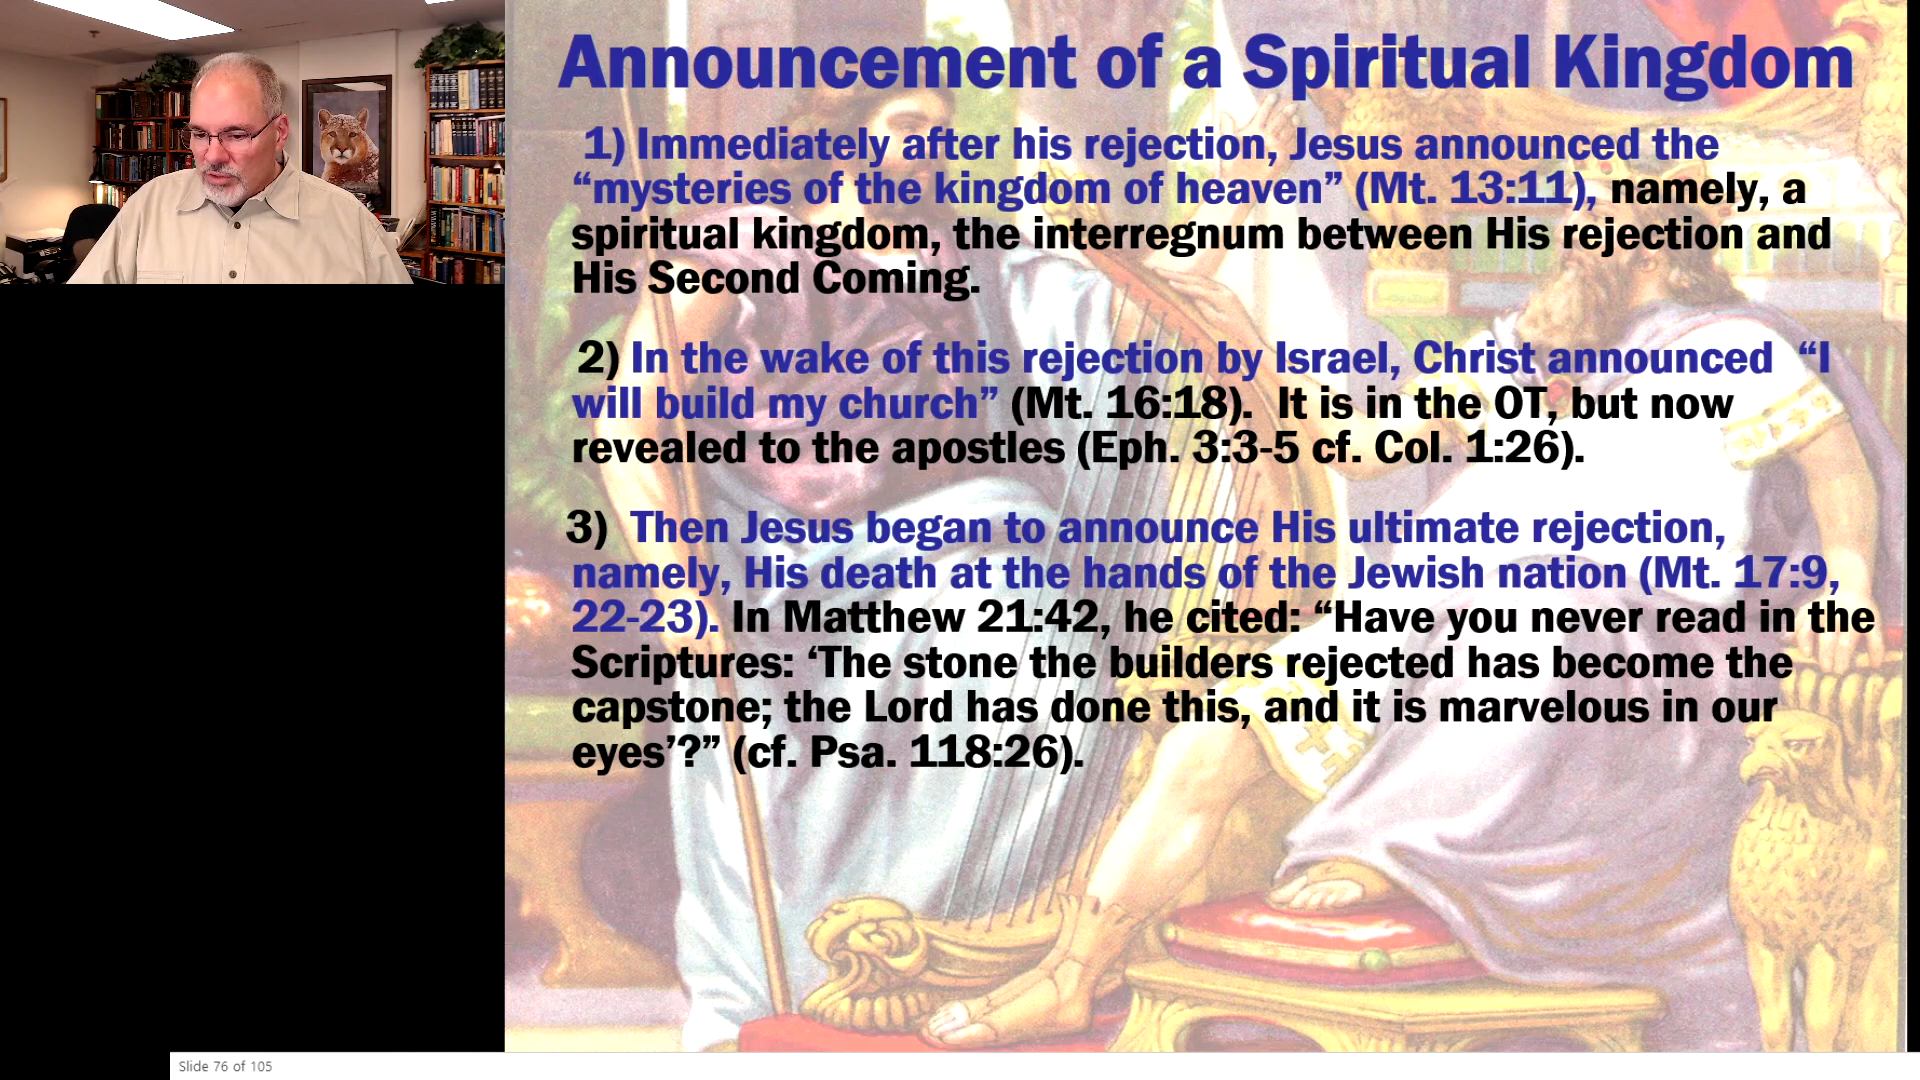 Announcement of a Spiritual Kingdom
1) Immediately after his rejection, Jesus announced the
“mysteries of the kingdom of heaven” (Mt. 13:11), namely, a
spiritual kingdom, the interregnum between His rejection and
His Second Coming.
2) In the wake of this rejection by Israel, Christ announced “I
will build my church” (Mt. 16:18). It is in the OT, but now
revealed to the apostles (Eph. 3:3-5 cf. Col. 1:26).
3) Then Jesus began to announce His ultimate rejection,
namely, His death at the hands of the Jewish nation (Mt. 17:9,
22-23). In Matthew 21:42, he cited: “Have you never read in the
Scriptures: ‘The stone the builders rejected has become the
capstone; the Lord has done this, and it is marvelous in our
eyes’?” (cf. Psa. 118:26).
Slide 76 of 105